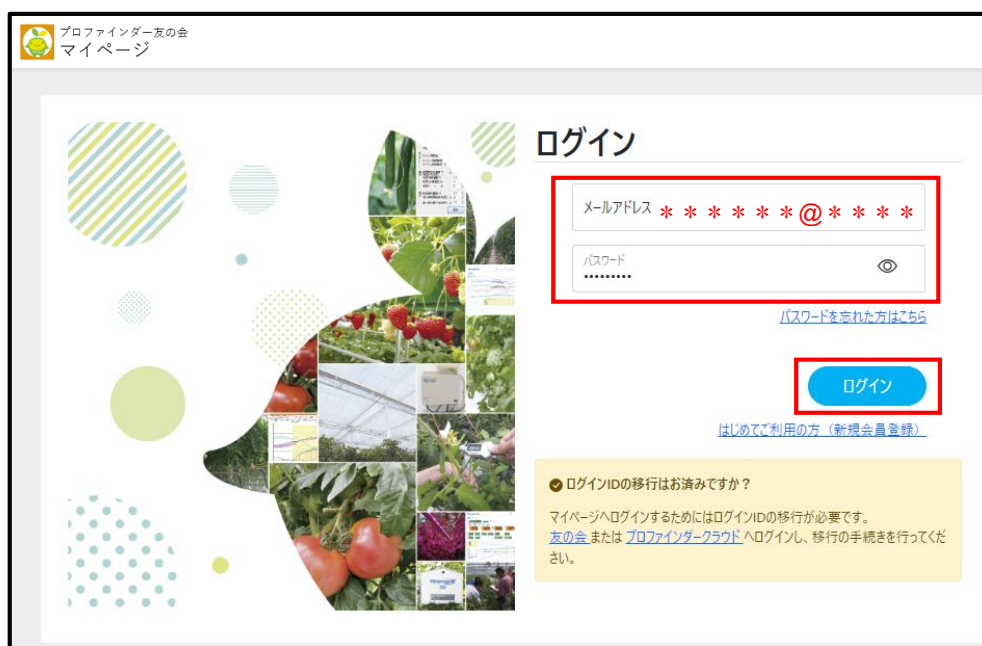 プロファインダー友の会
マイページ
ログイン
メールアドレス ＊＊＊＊＊＊＊@＊＊＊＊
パスワード
•••••••••
パスワードを忘れた方はこちら
ログイン
はじめてご利用の方（新規会員登録）
ログインIDの移行はお済みですか？
マイページへログインするためにはログインIDの移行が必要です。
友の会 または プロファインダークラウド へログインし、移行の手続きを行ってくだ
さい。